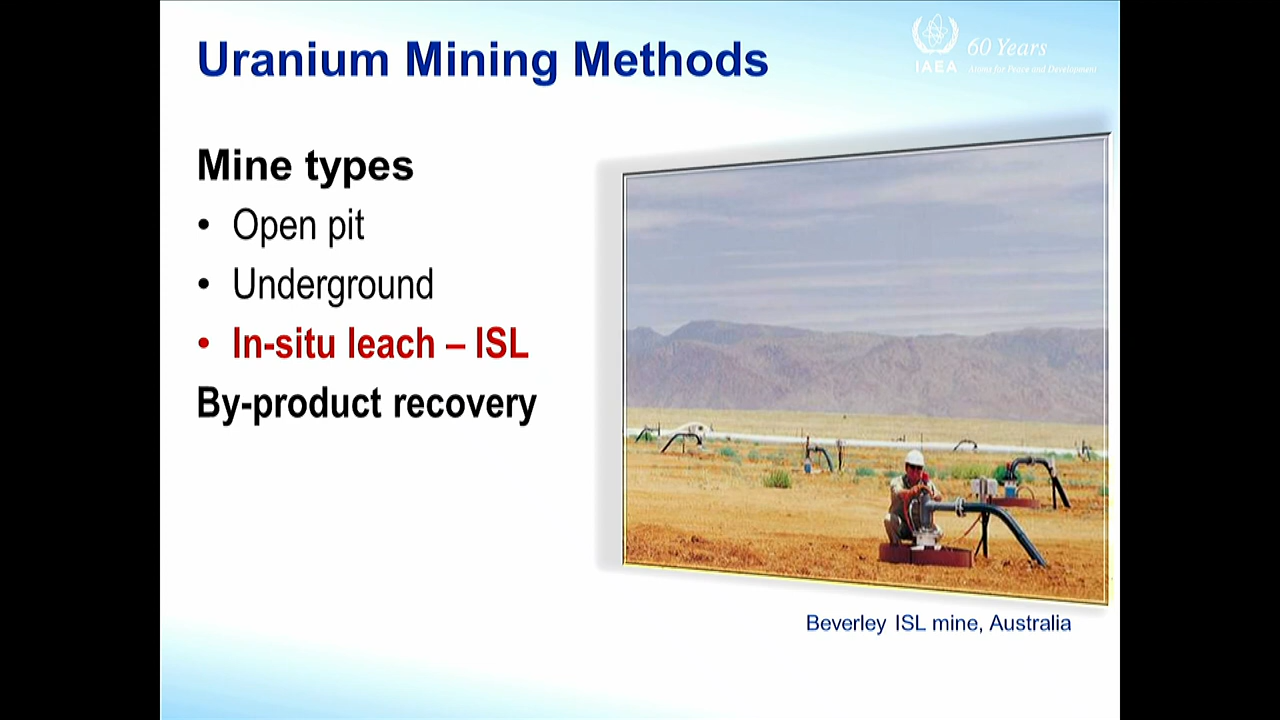 Uranium Mining Methods
IAEA
60 Years
Atoms for Peace and Development
Mine types
• Open pit
• Underground
• In-situ leach – ISL
By-product recovery
Beverley ISL mine, Australia